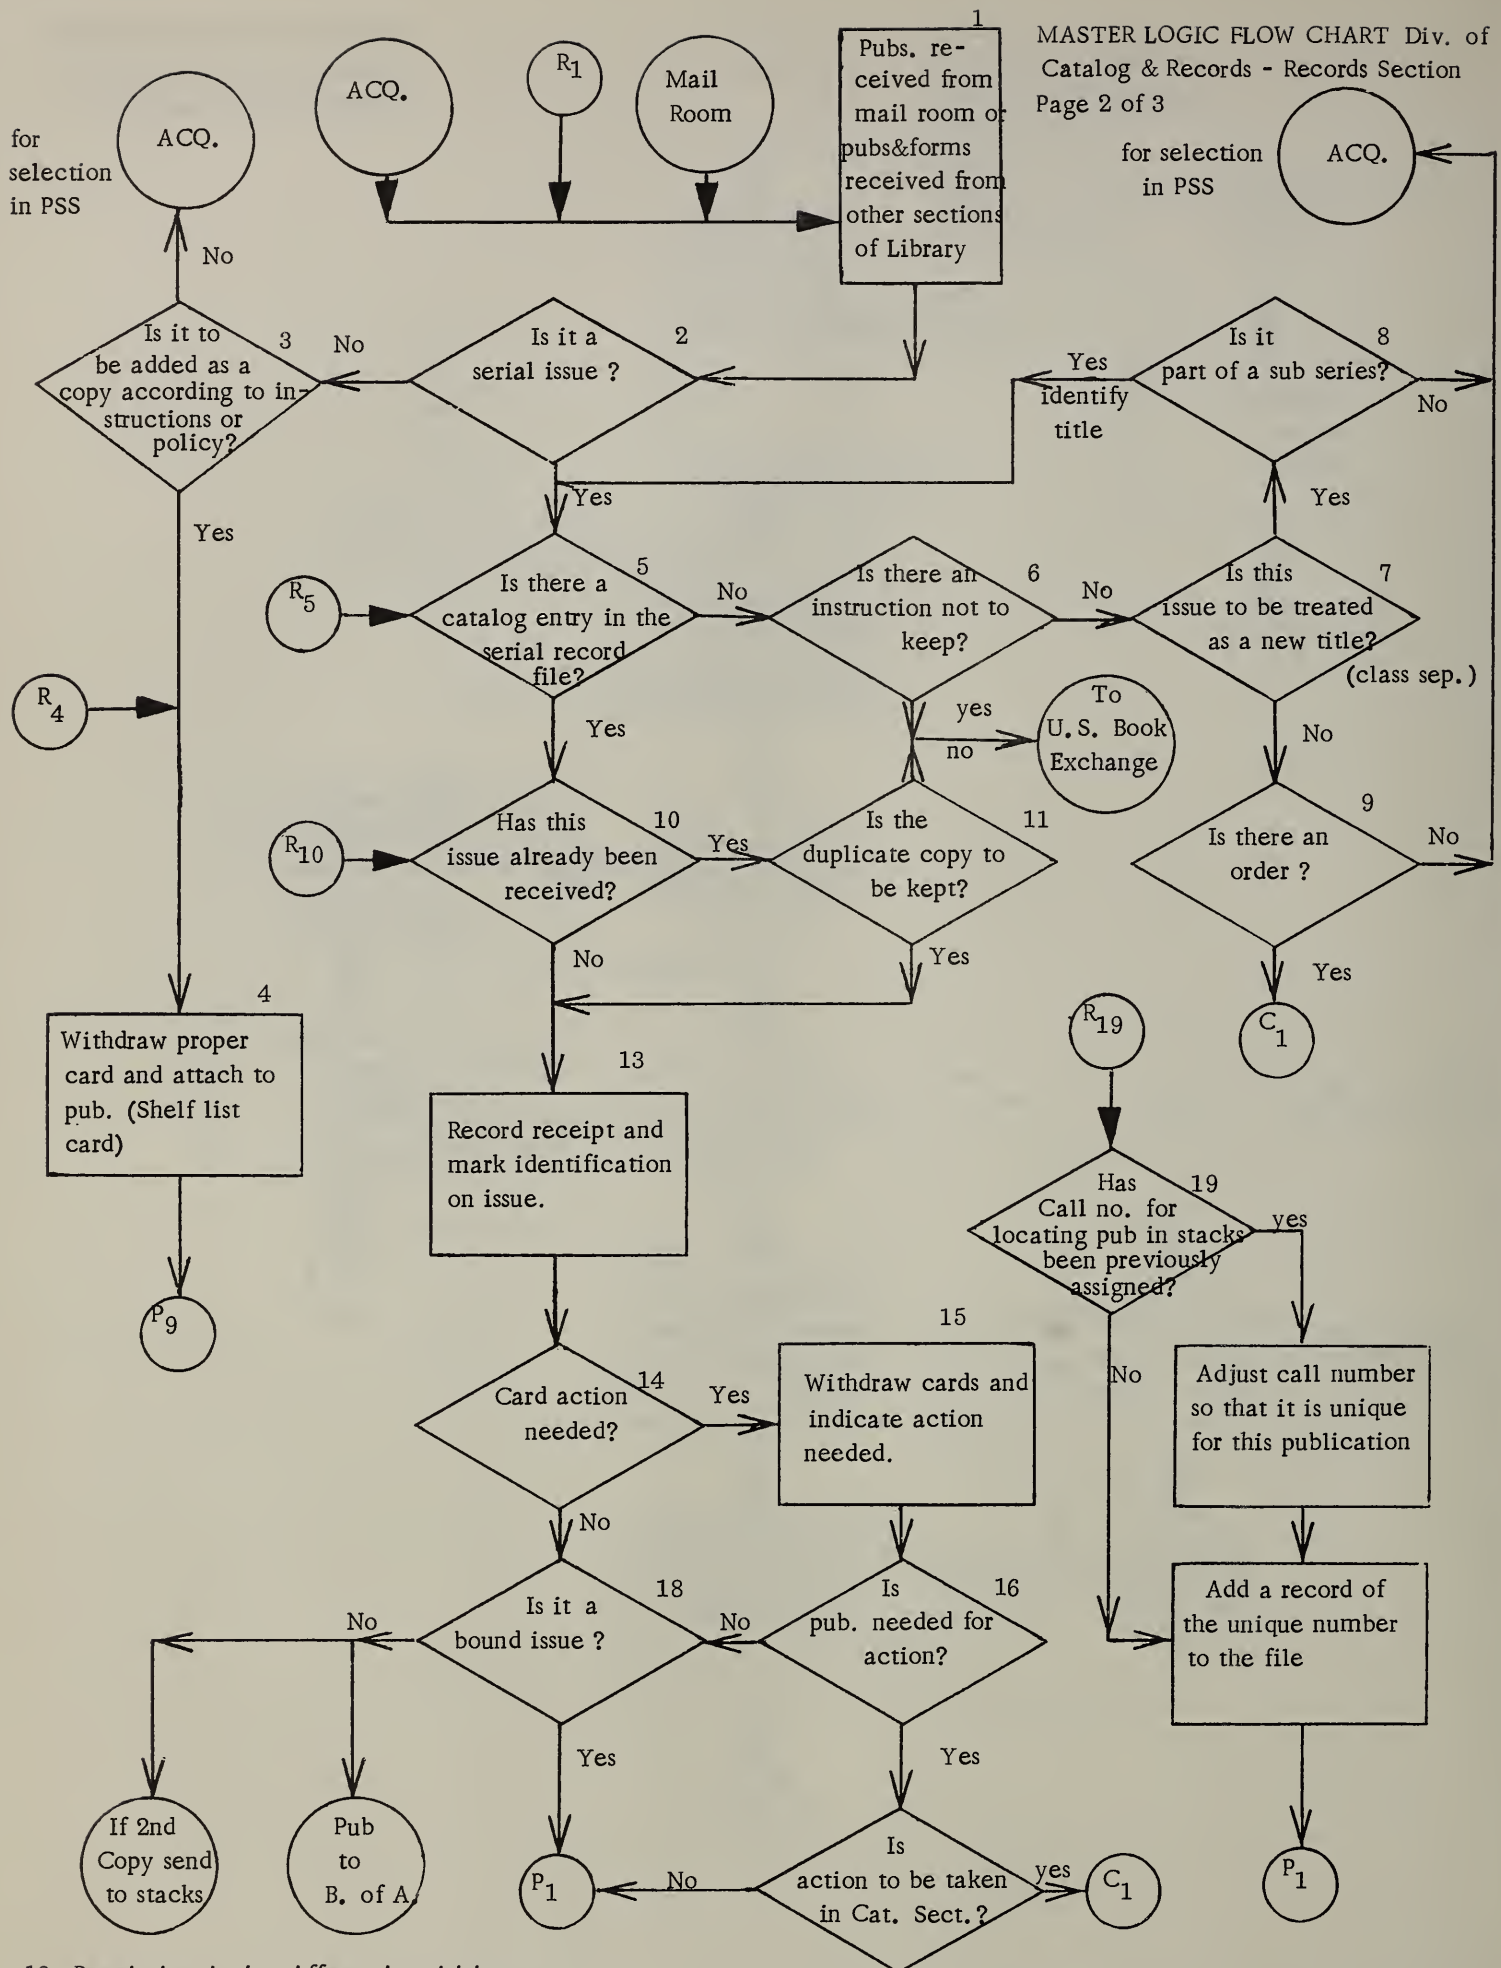 MASTER LOGIC FLOW CHART Div. of
Catalog & Records - Records Section
Page 2 of 3
for
selection
in PSS
ACQ.
ACQ.
R1
Mail
Room
1
Pubs. re-
ceived from
mail room or
pubs&forms
received from
other sections
of Library
for selection
in PSS
ACQ.
No
Is it to
be added as a
copy according to in-
structions or
policy?
3
No
Is it a
serial issue ?
2
Yes
identify
title
Is it
part of a sub series?
8
No
Yes
Yes
Yes
R5
Is there a
catalog entry in the
serial record
file?
5
No
Is there an
instruction not to
keep?
6
No
Is this
issue to be treated
as a new title?
(class sep.)
7
R4
Yes
yes
no
To
U.S. Book
Exchange
No
R10
Has this
issue already been
received?
10
Yes
Is the
duplicate copy to
be kept?
11
Is there an
order ?
9
No
No
Yes
Yes
4
Withdraw proper
card and attach to
pub. (Shelf list
card)
13
Record receipt and
mark identification
on issue.
R19
C1
Has
Call no. for
locating pub in stacks
been previously
assigned?
19
yes
P9
No
Card action
needed?
14
Yes
15
Withdraw cards and
indicate action
needed.
Adjust call number
so that it is unique
for this publication
No
Is it a
bound issue ?
18
No
No
Is
pub. needed for
action?
16
Add a record of
the unique number
to the file
Yes
Yes
If 2nd
Copy send
to stacks
Pub
to
B. of A.
P1
No
Is
action to be taken
in Cat. Sect.?
yes
C1
P1